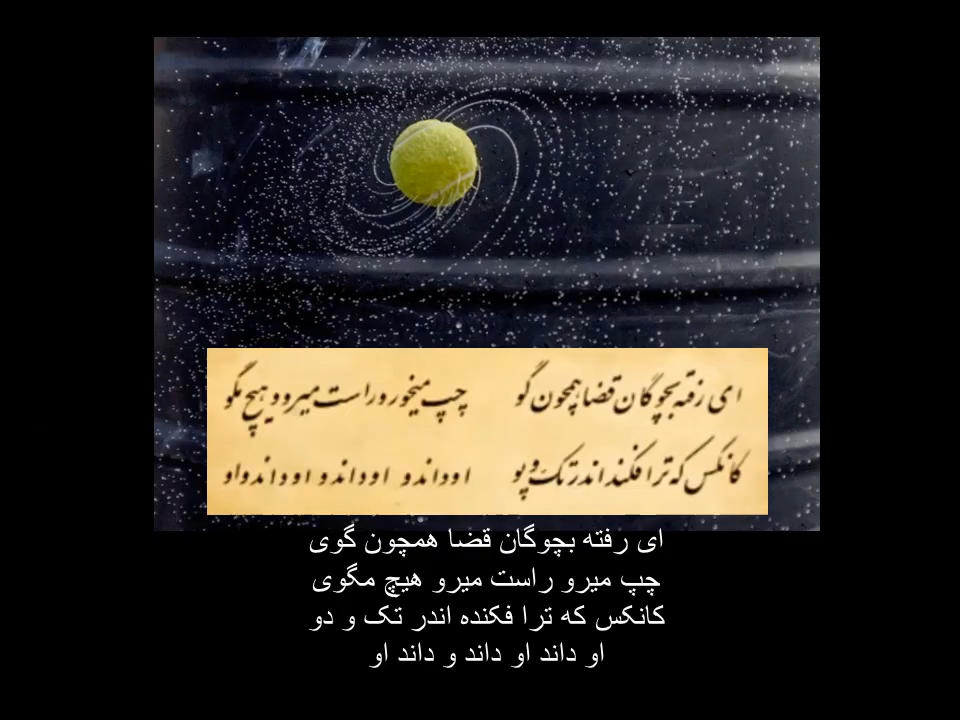 ای رفته بچوگان قضا همچون گو چپ میخور و راست میرو و هیچ مگو
کانکس که ترا فکند اندر تک و پو او داند و او داند و او داند و او
ای رفته بچوگان قضا همچون گوی
چپ میرو راست میرو هیچ مگوی
کانکس که ترا فکنده اندر تک و دو
او داند او داند و داند او